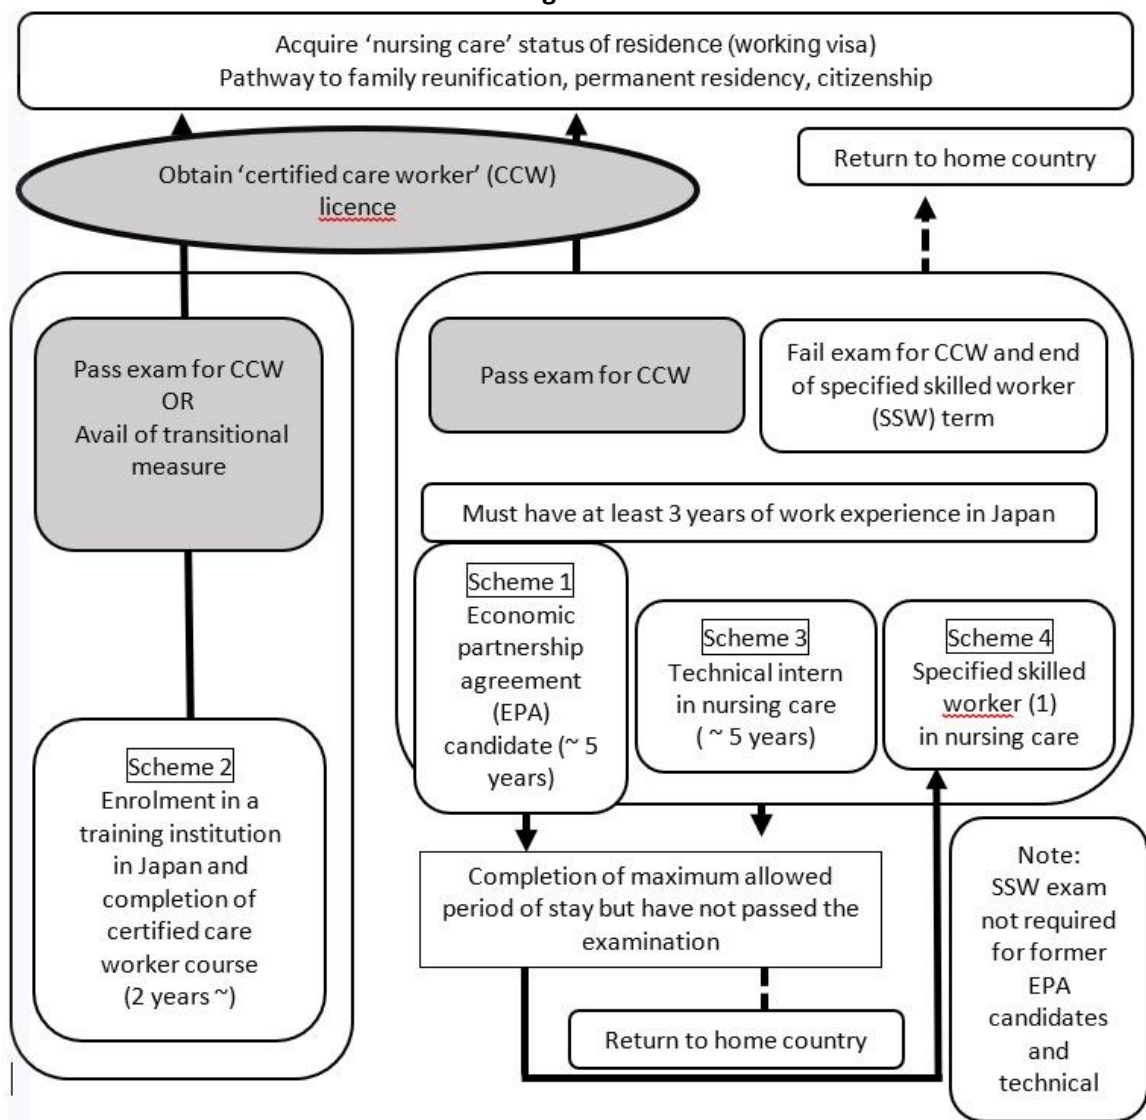 Acquire ‘nursing care’ status of residence (working visa)
Pathway to family reunification, permanent residency, citizenship
Obtain ‘certified care worker’ (CCW)
licence
Return to home country
Pass exam for CCW
OR
Avail of transitional
measure
Pass exam for CCW
Fail exam for CCW and end
of specified skilled worker
(SSW) term
Must have at least 3 years of work experience in Japan
Scheme 1
Economic
partnership
agreement
(EPA)
candidate (~ 5
years)
Scheme 3
Technical intern
in nursing care
( ~ 5 years)
Scheme 4
Specified skilled
worker (1)
in nursing care
Scheme 2
Enrolment in a
training institution
in Japan and
completion of
certified care
worker course
(2 years ~)
Completion of maximum allowed
period of stay but have not passed the
examination
Return to home country
Note:
SSW exam
not required
for former
EPA
candidates
and
technical